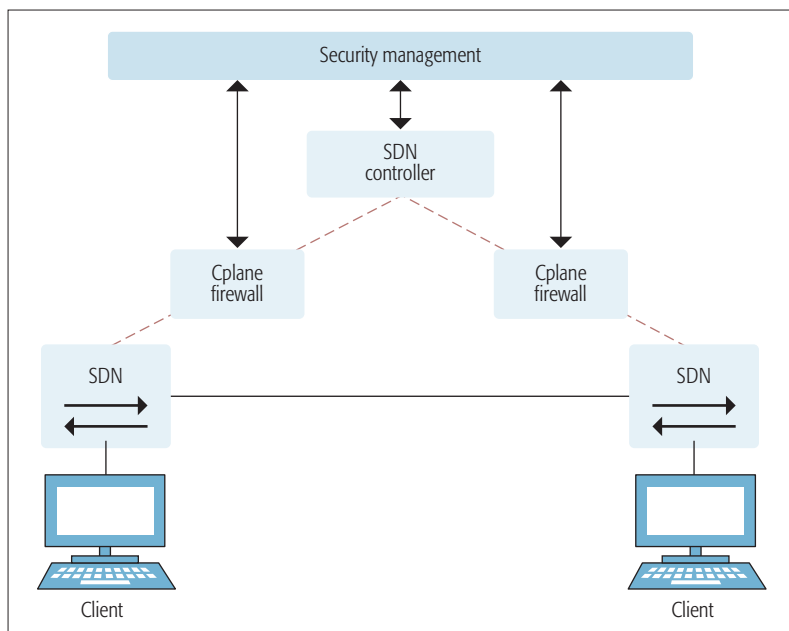 Security management
SDN
controller
Cplane
firewall
Cplane
firewall
SDN
SDN
Client
Client